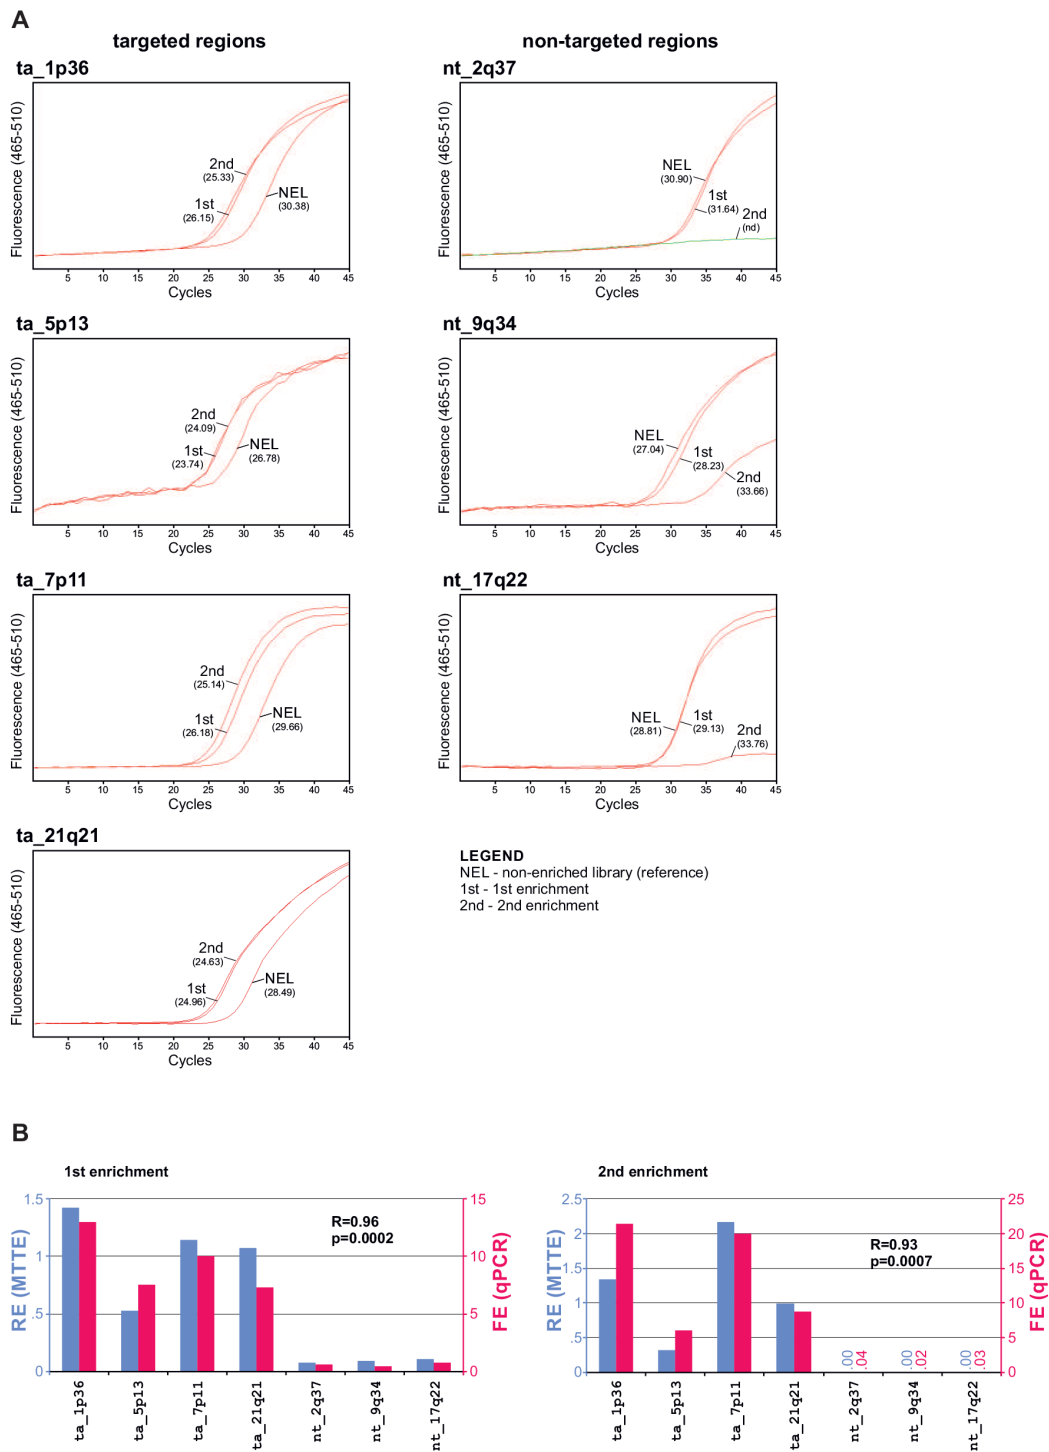 A
targeted regions
non-targeted regions
ta_1p36
Fluorescence (465-510)
2nd
(25.33)
1st
(26.15)
NEL
(30.38)
5 10 15 20 25 30 35 40 45
Cycles
nt_2q37
Fluorescence (465-510)
NEL
(30.90)
1st
(31.64)
2nd
(nd)
5 10 15 20 25 30 35 40 45
Cycles
ta_5p13
Fluorescence (465-510)
2nd
(24.09)
1st
(23.74)
NEL
(26.78)
5 10 15 20 25 30 35 40 45
Cycles
nt_9q34
Fluorescence (465-510)
NEL
(27.04)
1st
(28.23)
2nd
(33.66)
5 10 15 20 25 30 35 40 45
Cycles
ta_7p11
Fluorescence (465-510)
2nd
(25.14)
1st
(26.18)
NEL
(29.66)
5 10 15 20 25 30 35 40 45
Cycles
nt_17q22
Fluorescence (465-510)
NEL
(28.81)
1st
(29.13)
2nd
(33.76)
5 10 15 20 25 30 35 40 45
Cycles
ta_21q21
Fluorescence (465-510)
2nd
(24.63)
1st
(24.96)
NEL
(28.49)
5 10 15 20 25 30 35 40 45
Cycles
LEGEND
NEL - non-enriched library (reference)
1st - 1st enrichment
2nd - 2nd enrichment
B
1st enrichment
RE (MTTE)
1.5
1
.5
0
R=0.96
p=0.0002
15
10
5
0
FE (qPCR)
ta_1p36
ta_5p13
ta_7p11
ta_21q21
nt_2q37
nt_9q34
nt_17q22
2nd enrichment
RE (MTTE)
2.5
2
1.5
1
.5
0
R=0.93
p=0.0007
.00
.04
.00
.02
.00
.03
25
20
15
10
5
0
FE (qPCR)
ta_1p36
ta_5p13
ta_7p11
ta_21q21
nt_2q37
nt_9q34
nt_17q22